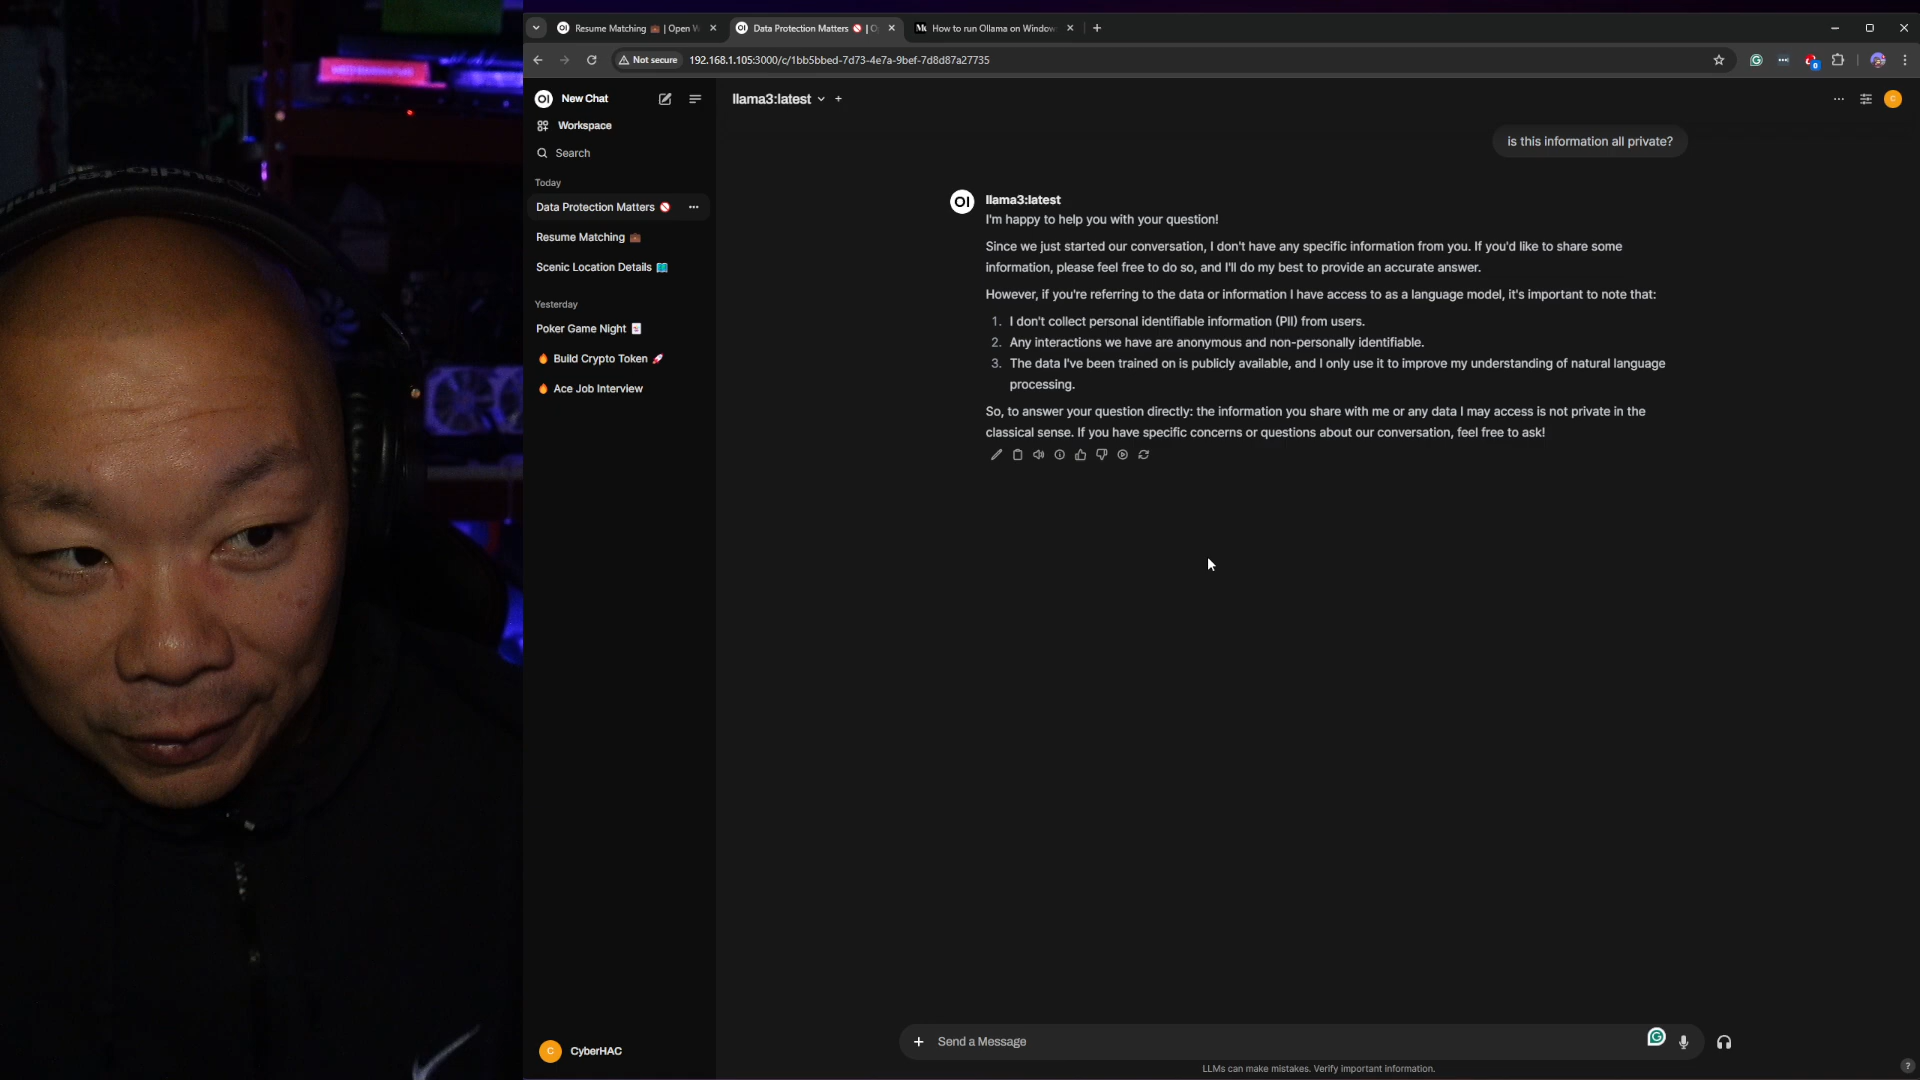 Resume Matching 💼 | Open W
Data Protection Matters 🚫 | O
How to run Ollama on Window
Not secure
192.168.1.105:3000/c/1bb5bbed-7d73-4e7a-9bef-7d8d87a27735
OI New Chat
llama3:latest
C
Workspace
Search
Today
Data Protection Matters 🚫
Resume Matching 💼
Scenic Location Details 🗺️
Yesterday
Poker Game Night 🃏
🔥 Build Crypto Token 🚀
🔥 Ace Job Interview
is this information all private?
OI llama3:latest
I'm happy to help you with your question!
Since we just started our conversation, I don't have any specific information from you. If you'd like to share some
information, please feel free to do so, and I'll do my best to provide an accurate answer.
However, if you're referring to the data or information I have access to as a language model, it's important to note that:
1. I don't collect personal identifiable information (PII) from users.
2. Any interactions we have are anonymous and non-personally identifiable.
3. The data I've been trained on is publicly available, and I only use it to improve my understanding of natural language
processing.
So, to answer your question directly: the information you share with me or any data I may access is not private in the
classical sense. If you have specific concerns or questions about our conversation, feel free to ask!
C CyberHAC
Send a Message
LLMs can make mistakes. Verify important information.
?